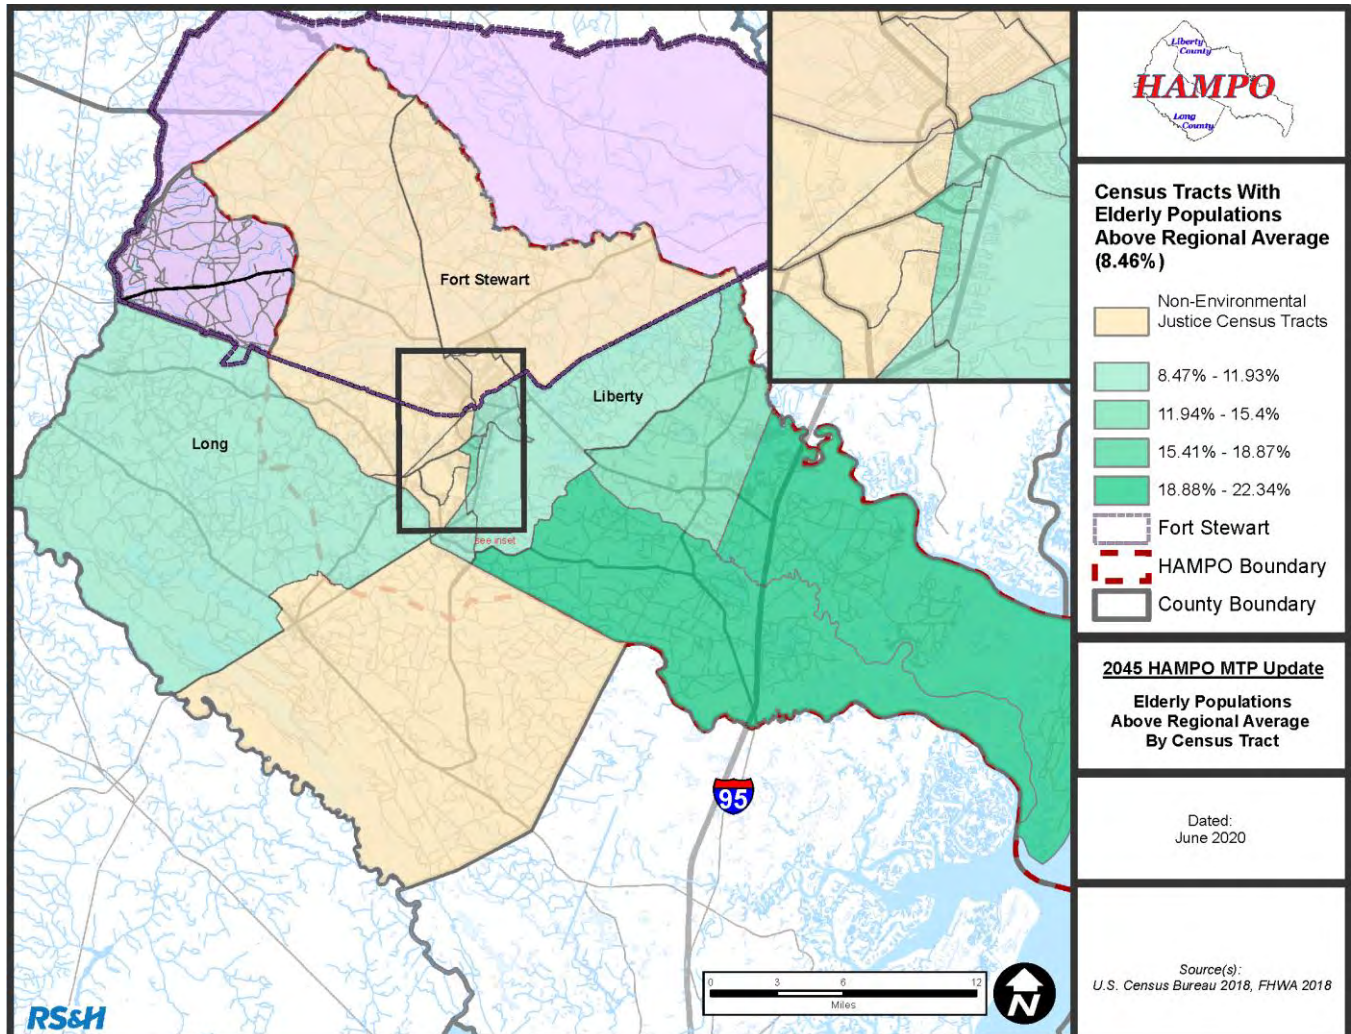 Fort Stewart
Liberty
Long
see inset
95
0 3 6 12
Miles
N
RS&H
Liberty
County
HAMPO
Long
County
Census Tracts With
Elderly Populations
Above Regional Average
(8.46%)
Non-Environmental
Justice Census Tracts
8.47% - 11.93%
11.94% - 15.4%
15.41% - 18.87%
18.88% - 22.34%
Fort Stewart
HAMPO Boundary
County Boundary
2045 HAMPO MTP Update
Elderly Populations
Above Regional Average
By Census Tract
Dated:
June 2020
Source(s):
U.S. Census Bureau 2018, FHWA 2018